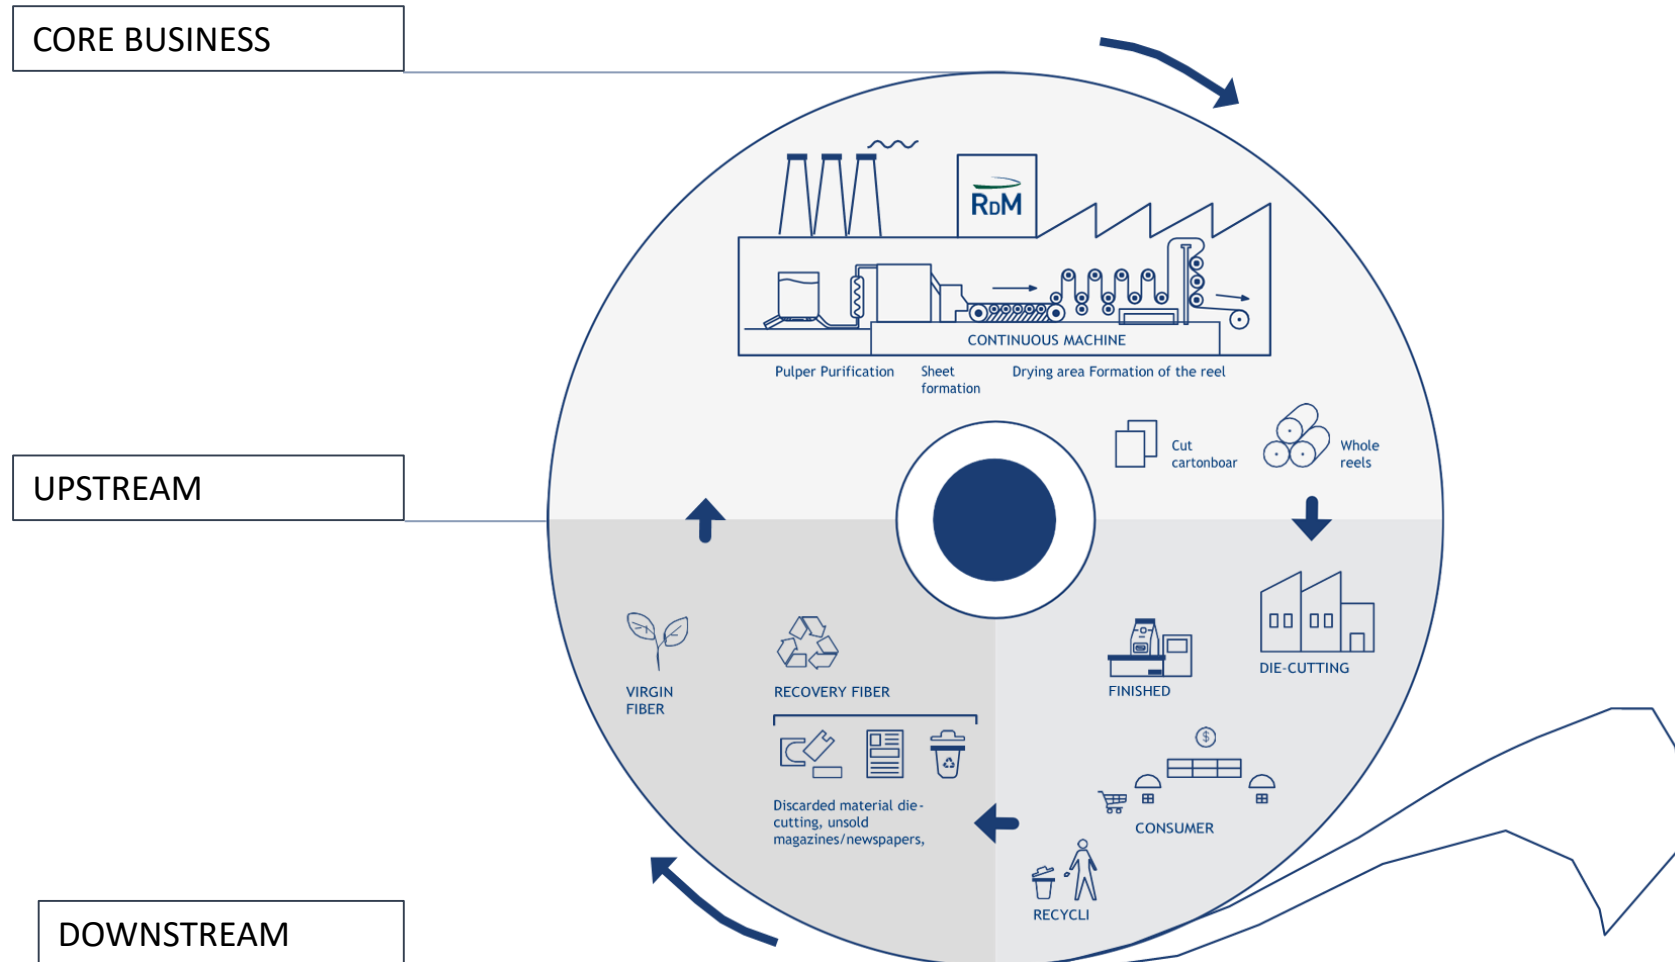 CORE BUSINESS
RDM
CONTINUOUS MACHINE
Pulper Purification
Sheet
formation
Drying area Formation of the reel
Cut
cartonboar
Whole
reels
UPSTREAM
VIRGIN
FIBER
RECOVERY FIBER
Discarded material die-
cutting, unsold
magazines/newspapers,
FINISHED
DIE-CUTTING
$
CONSUMER
RECYCLI
DOWNSTREAM